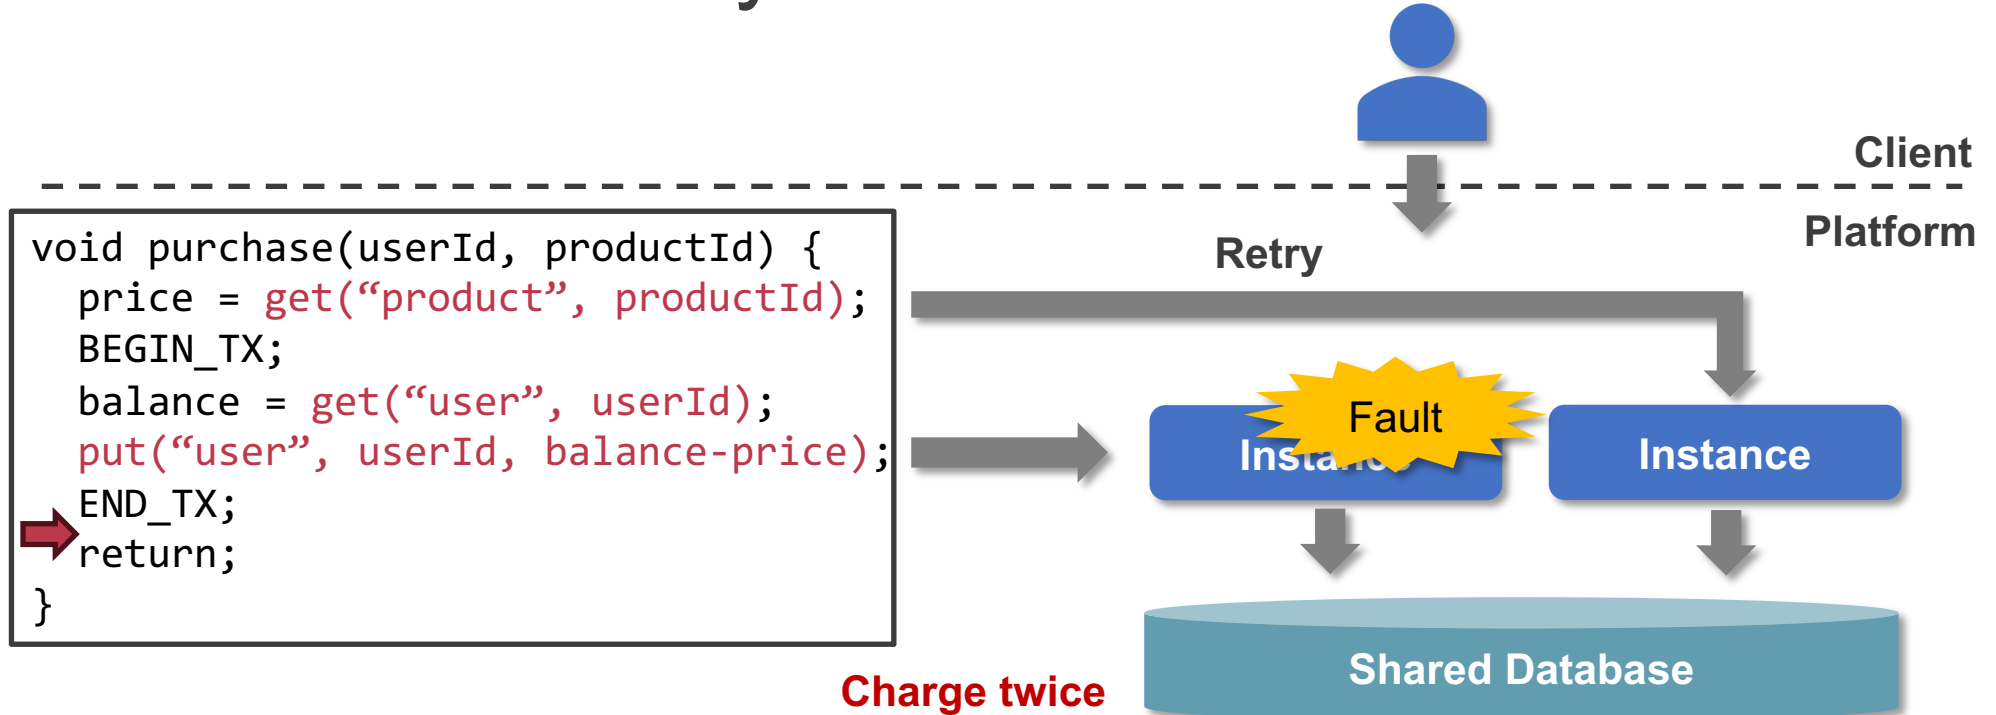 Client
Platform
void purchase(userId, productId) {
price = get(“product”, productId);
BEGIN_TX;
balance = get(“user”, userId);
put(“user”, userId, balance-price);
END_TX;
return;
}
Retry
Fault
Instance
Instance
Shared Database
Charge twice